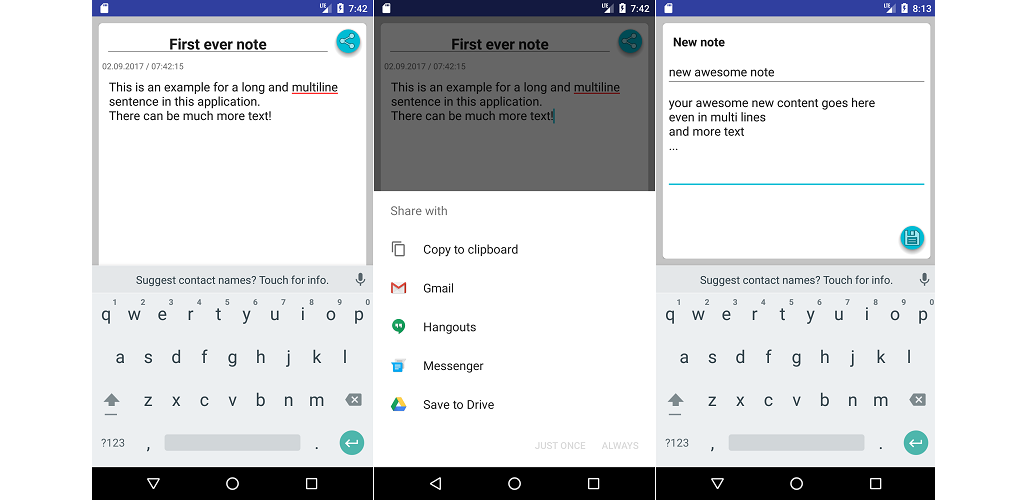 LTE 7:42
First ever note
02.09.2017 / 07:42:15
This is an example for a long and multiline
sentence in this application.
There can be much more text!
Suggest contact names? Touch for info.
1 2 3 4 5 6 7 8 9 0
q w e r t y u i o p
a s d f g h j k l
z x c v b n m
?123 , .
LTE 7:42
First ever note
02.09.2017 / 07:42:15
This is an example for a long and multiline
sentence in this application.
There can be much more text!
Share with
Copy to clipboard
Gmail
Hangouts
Messenger
Save to Drive
JUST ONCE ALWAYS
LTE 8:13
New note
new awesome note
your awesome new content goes here
even in multi lines
and more text
...
Suggest contact names? Touch for info.
1 2 3 4 5 6 7 8 9 0
q w e r t y u i o p
a s d f g h j k l
z x c v b n m
?123 , .